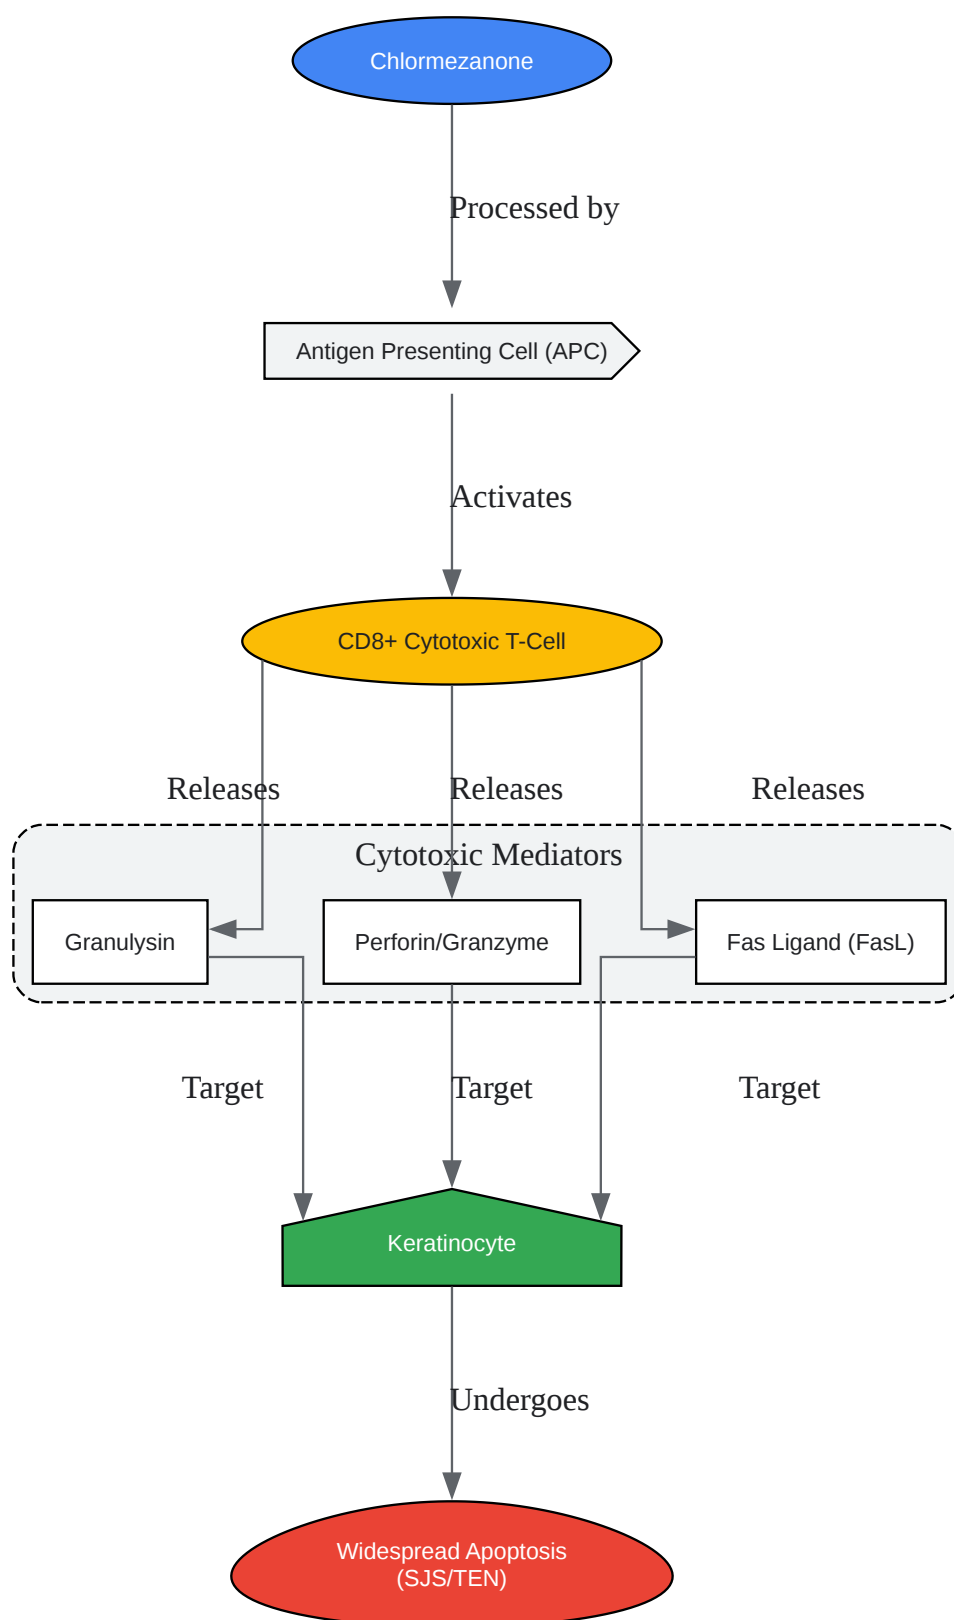 Chlormezanone
Processed by
Antigen Presenting Cell (APC)
Activates
CD8+ Cytotoxic T-Cell
Releases
Releases
Releases
Cytotoxic Mediators
Granulysin
Perforin/Granzyme
Fas Ligand (FasL)
Target
Target
Target
Keratinocyte
Undergoes
Widespread Apoptosis
(SJS/TEN)